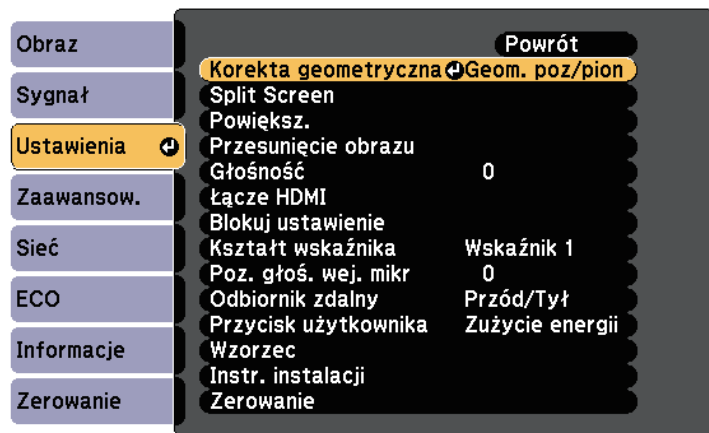 Obraz
Sygnał
Ustawienia
Zaawansow.
Sieć
ECO
Informacje
Zerowanie
Powrót
Korekta geometryczna Geom. poz/pion
Split Screen
Powiększ.
Przesunięcie obrazu
Głośność 0
Łącze HDMI
Blokuj ustawienie
Kształt wskaźnika Wskaźnik 1
Poz. głoś. wej. mikr 0
Odbiornik zdalny Przód/Tył
Przycisk użytkownika Zużycie energii
Wzorzec
Instr. instalacji
Zerowanie